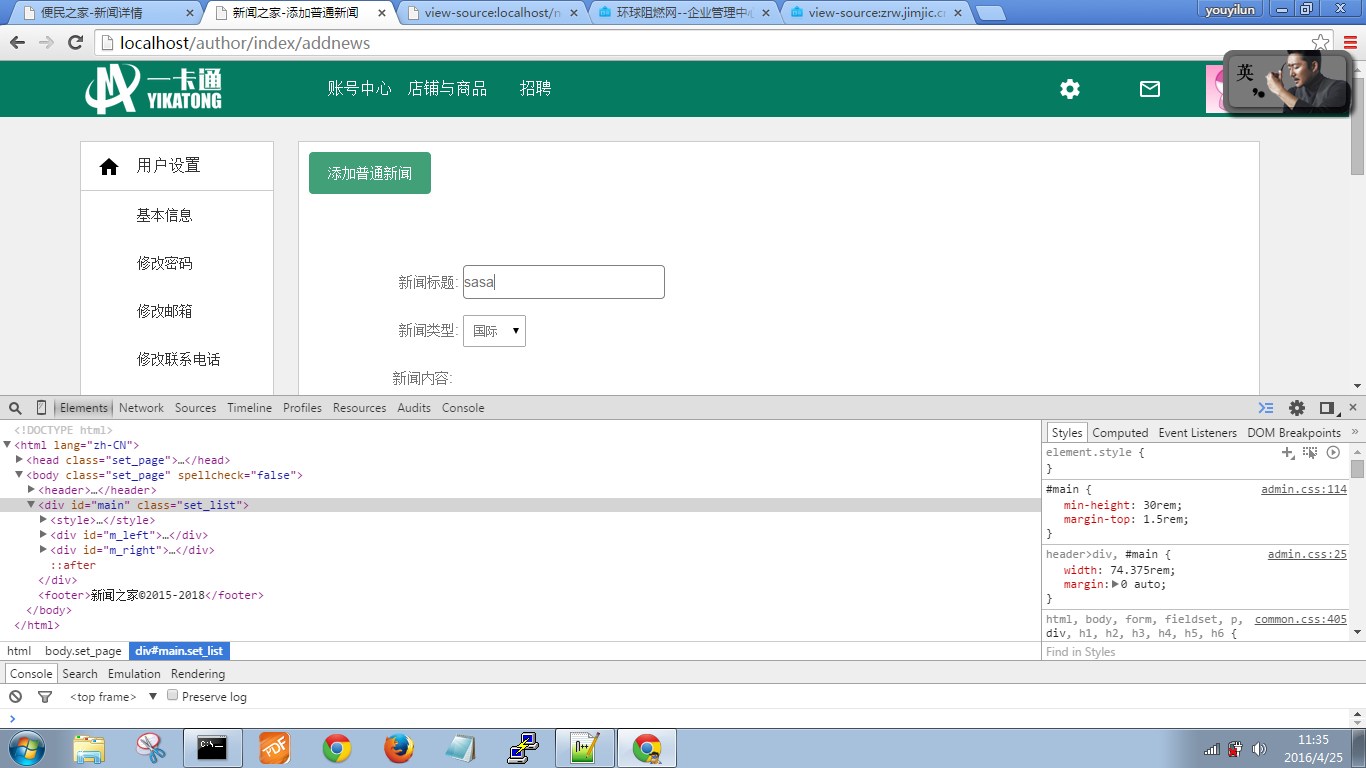 便民之家-新闻详情
新闻之家-添加普通新闻
view-source:localhost/n
环球阻燃网--企业管理中心
view-source:zrw.jimjic.cn
youyilun
localhost/author/index/addnews
一卡通
YIKATONG
账号中心
店铺与商品
招聘
英
用户设置
基本信息
修改密码
修改邮箱
修改联系电话
添加普通新闻
新闻标题: sasa
新闻类型: 国际
新闻内容:
Elements Network Sources Timeline Profiles Resources Audits Console
<!DOCTYPE html>
<html lang="zh-CN">
<head class="set_page">…</head>
<body class="set_page" spellcheck="false">
<header>…</header>
<div id="main" class="set_list">
<style>…</style>
<div id="m_left">…</div>
<div id="m_right">…</div>
::after
</div>
<footer>新闻之家©2015-2018</footer>
</body>
</html>
html body.set_page div#main.set_list
Styles Computed Event Listeners DOM Breakpoints »
element.style {
}
#main { admin.css:114
min-height: 30rem;
margin-top: 1.5rem;
}
header>div, #main { admin.css:25
width: 74.375rem;
margin: 0 auto;
}
html, body, form, fieldset, p, common.css:405
div, h1, h2, h3, h4, h5, h6 {
Find in Styles
Console Search Emulation Rendering
<top frame> Preserve log
C:\_
PDF
11:35
2016/4/25